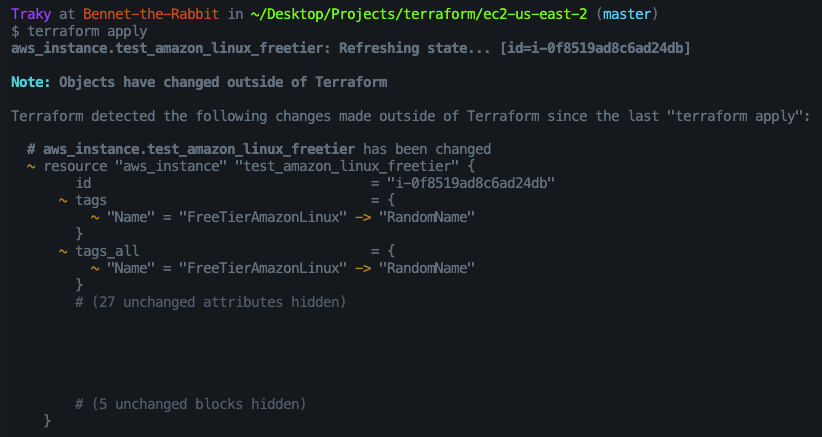 Traky at Bennet-the-Rabbit in ~/Desktop/Projects/terraform/ec2-us-east-2 (master)
$ terraform apply
aws_instance.test_amazon_linux_freetier: Refreshing state... [id=i-0f8519ad8c6ad24db]
Note: Objects have changed outside of Terraform
Terraform detected the following changes made outside of Terraform since the last "terraform apply":
# aws_instance.test_amazon_linux_freetier has been changed
~ resource "aws_instance" "test_amazon_linux_freetier" {
id = "i-0f8519ad8c6ad24db"
~ tags = {
~ "Name" = "FreeTierAmazonLinux" -> "RandomName"
}
~ tags_all = {
~ "Name" = "FreeTierAmazonLinux" -> "RandomName"
}
# (27 unchanged attributes hidden)
# (5 unchanged blocks hidden)
}